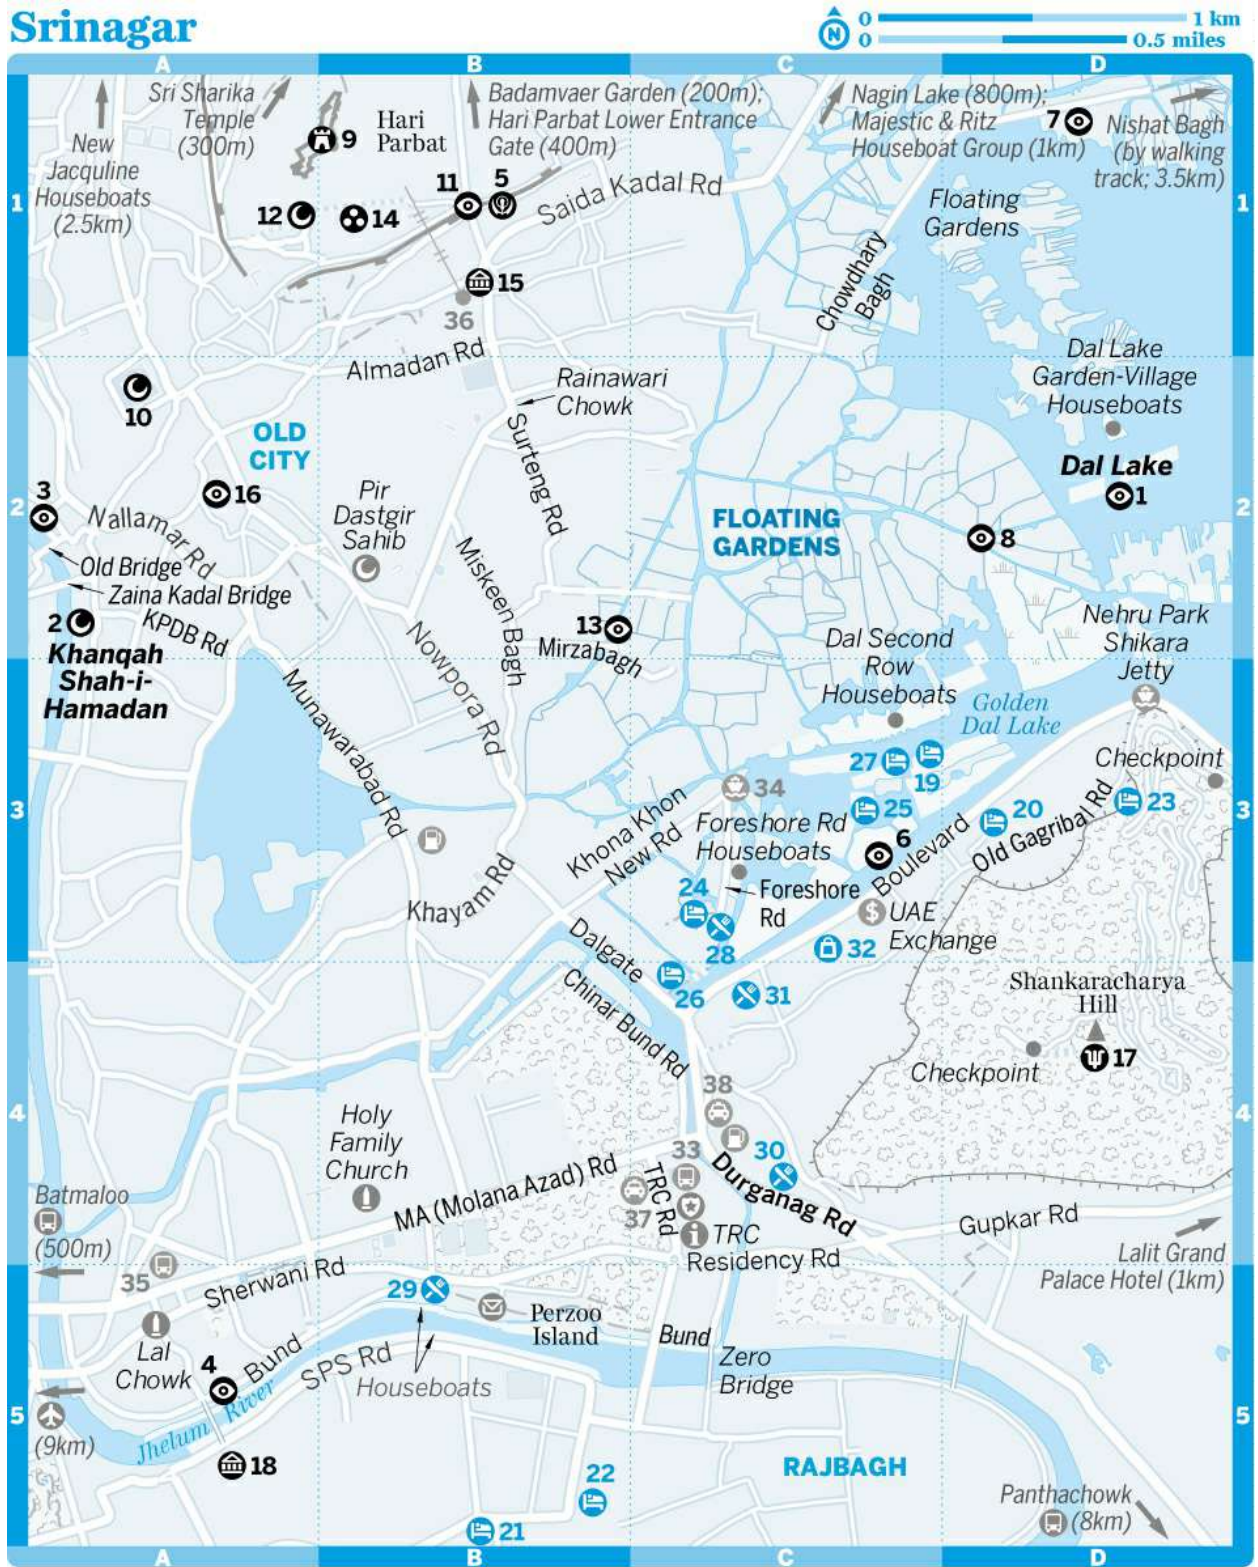 Srinagar
N
0
1 km
0
0.5 miles
A
B
C
D
Sri Sharika
Temple
(300m)
New
Jacquline
Houseboats
(2.5km)
9
Hari
Parbat
Badamvaer Garden (200m);
Hari Parbat Lower Entrance
Gate (400m)
Nagin Lake (800m);
Majestic & Ritz
Houseboat Group (1km)
7
Nishat Bagh
(by walking
track; 3.5km)
1
12
14
11
5
Saida Kadal Rd
Floating
Gardens
1
15
36
Chowdhary
Bagh
Almadan Rd
Rainawari
Chowk
Dal Lake
Garden-Village
Houseboats
10
OLD
CITY
Surteng Rd
Dal Lake
1
2
3
16
Nallamar Rd
Pir
Dastgir
Sahib
FLOATING
GARDENS
8
2
Old Bridge
Zaina Kadal Bridge
2
KPDB Rd
Khanqah
Shah-i-
Hamadan
Miskeen Bagh
13
Mirzabagh
Nowpora Rd
Munawarabad Rd
Dal Second
Row
Houseboats
Nehru Park
Shikara
Jetty
Golden
Dal Lake
27
19
Checkpoint
3
34
25
20
23
3
Khona Khon
New Rd
Foreshore Rd
Houseboats
6
Boulevard
Old Gagribal Rd
Khayam Rd
24
Foreshore
Rd
UAE
Exchange
28
32
Dalgate
26
31
Chinar Bund Rd
Shankaracharya
Hill
17
Checkpoint
4
38
4
Holy
Family
Church
33
30
MA (Molana Azad) Rd
TRC Rd
Durganag Rd
37
TRC
Residency Rd
Gupkar Rd
Batmaloo
(500m)
35
Lalit Grand
Palace Hotel (1km)
Sherwani Rd
29
Perzoo
Island
Bund
Zero
Bridge
Lal
Chowk
4
Bund
SPS Rd
Houseboats
5
(9km)
Jhelum River
18
RAJBAGH
5
22
21
Panthachowk
(8km)
A
B
C
D